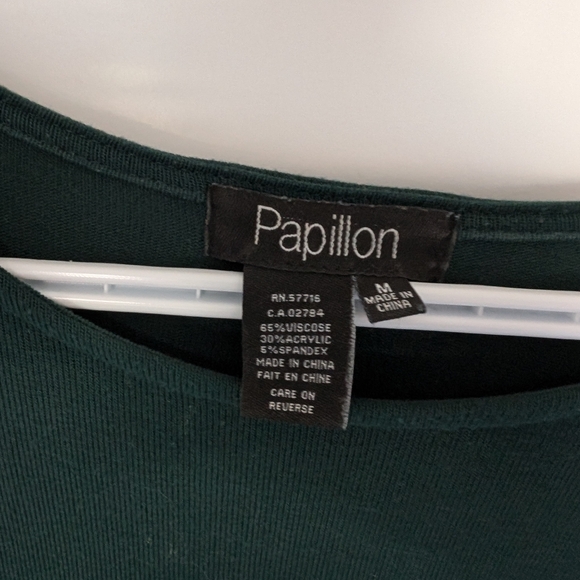 Papillon
M
MADE IN
CHINA
RN.57716
C.A.02784
65%VISCOSE
30%ACRYLIC
5%SPANDEX
MADE IN CHINA
FAIT EN CHINE
CARE ON
REVERSE